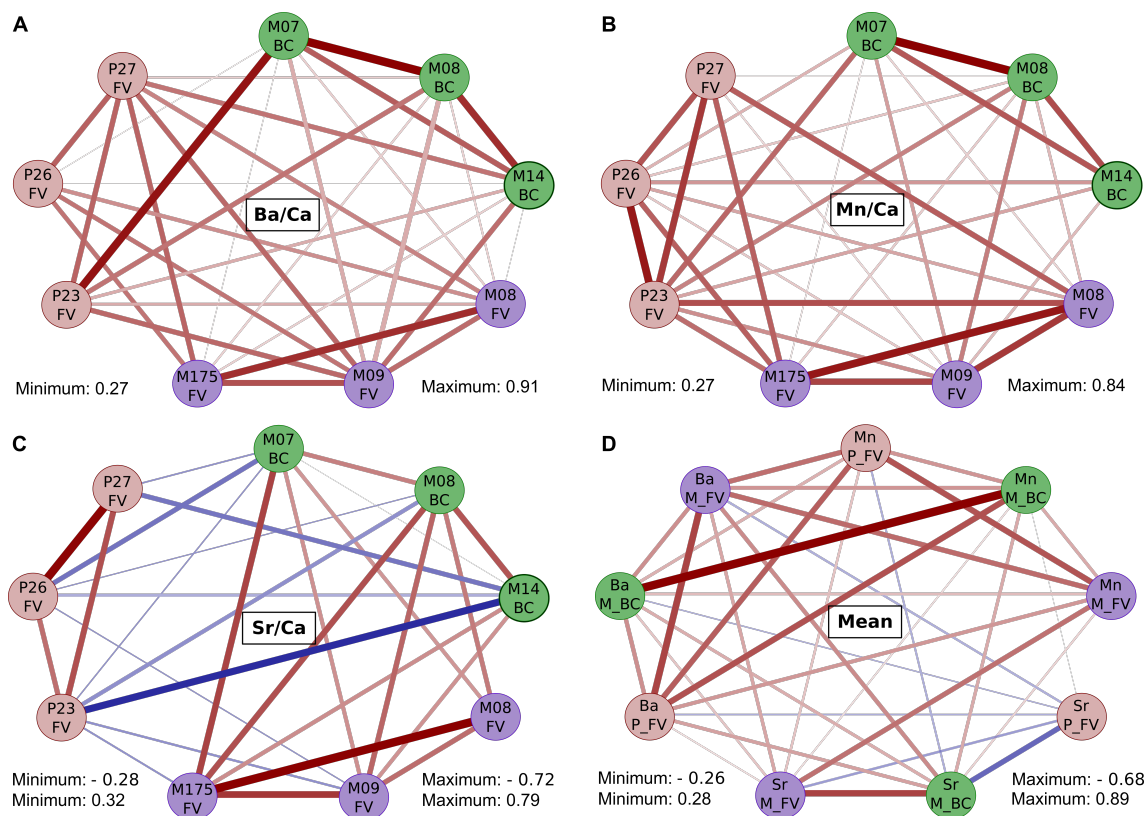 A
M07
BC
M08
BC
P27
FV
M14
BC
P26
FV
Ba/Ca
M08
FV
P23
FV
M175
FV
M09
FV
Minimum: 0.27
Maximum: 0.91
B
M07
BC
M08
BC
P27
FV
M14
BC
P26
FV
Mn/Ca
M08
FV
P23
FV
M175
FV
M09
FV
Minimum: 0.27
Maximum: 0.84
C
M07
BC
M08
BC
P27
FV
M14
BC
P26
FV
Sr/Ca
M08
FV
P23
FV
M175
FV
M09
FV
Minimum: - 0.28
Minimum: 0.32
Maximum: - 0.72
Maximum: 0.79
D
Mn
P_FV
Mn
M_BC
Ba
M_FV
Mn
M_FV
Ba
M_BC
Mean
Sr
P_FV
Ba
P_FV
Sr
M_FV
Sr
M_BC
Minimum: - 0.26
Minimum: 0.28
Maximum: - 0.68
Maximum: 0.89